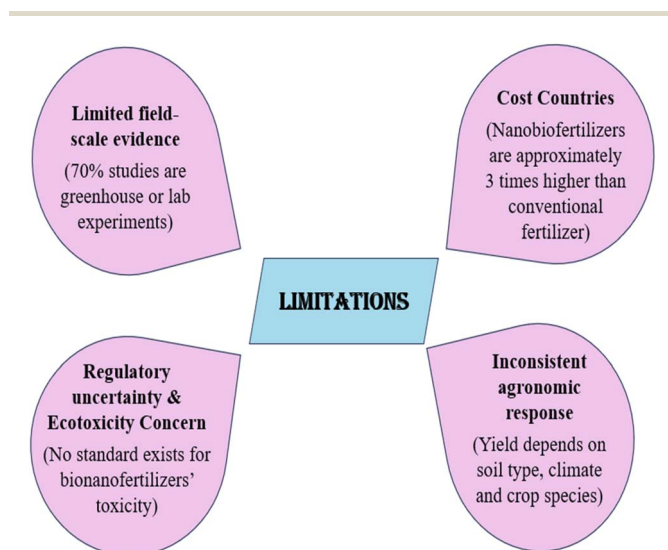 Limited field-
scale evidence
(70% studies are
greenhouse or lab
experiments)
Cost Countries
(Nanobiofertilizers
are approximately
3 times higher than
conventional
fertilizer)
LIMITATIONS
Regulatory
uncertainty &
Ecotoxicity Concern
(No standard exists for
bionanofertilizers’
toxicity)
Inconsistent
agronomic
response
(Yield depends on
soil type, climate
and crop species)